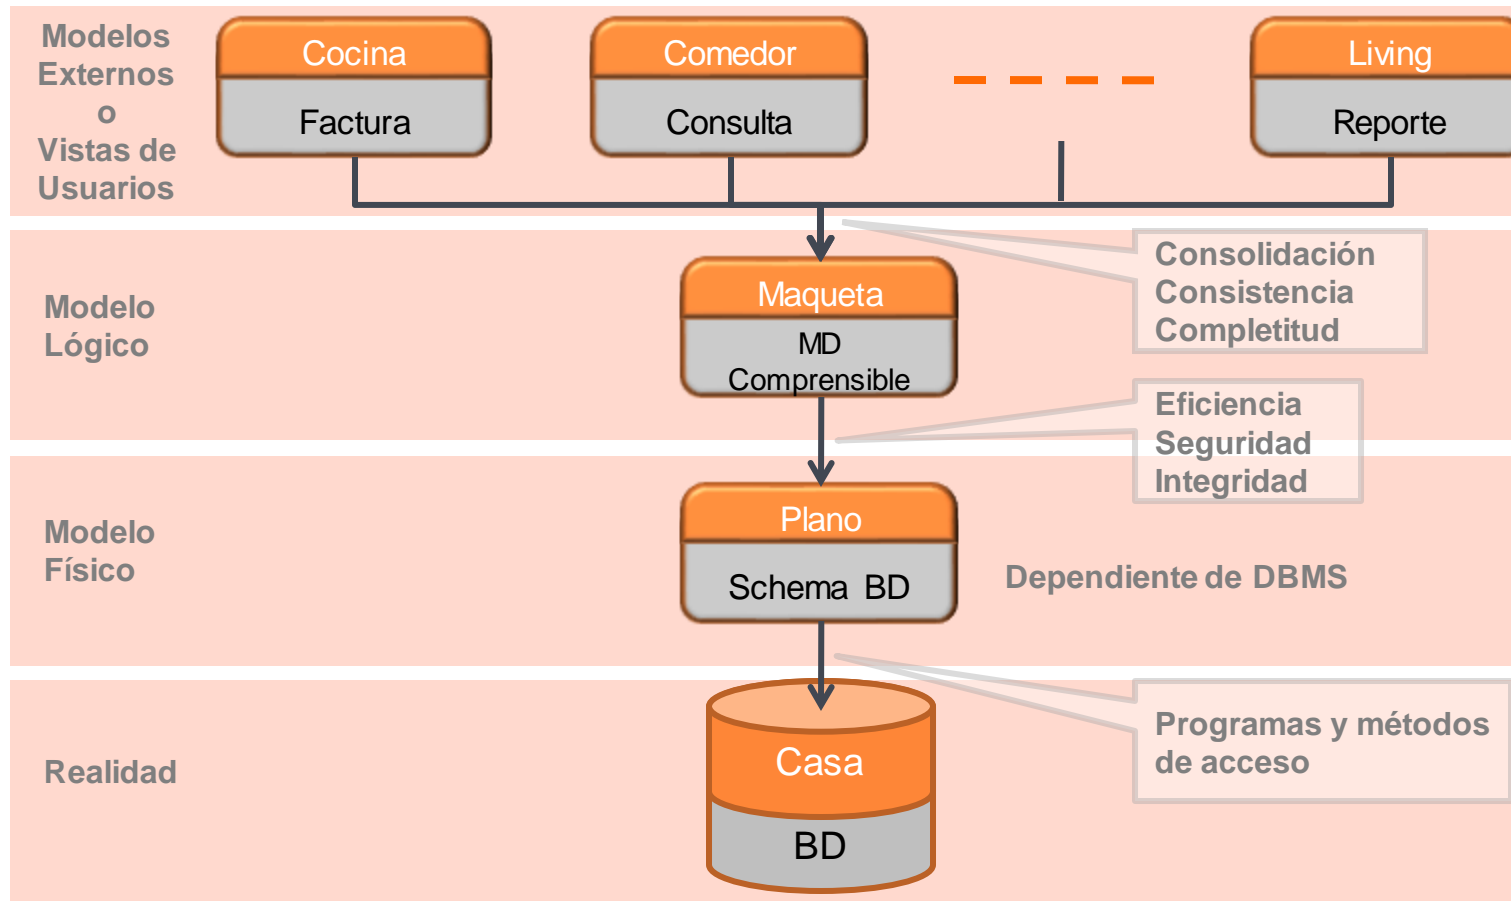 Modelos
Externos
o
Vistas de
Usuarios
Cocina
Factura
Comedor
Consulta
Living
Reporte
Modelo
Lógico
Maqueta
MD
Comprensible
Consolidación
Consistencia
Completitud
Eficiencia
Seguridad
Integridad
Modelo
Físico
Plano
Schema BD
Dependiente de DBMS
Realidad
Casa
BD
Programas y métodos
de acceso